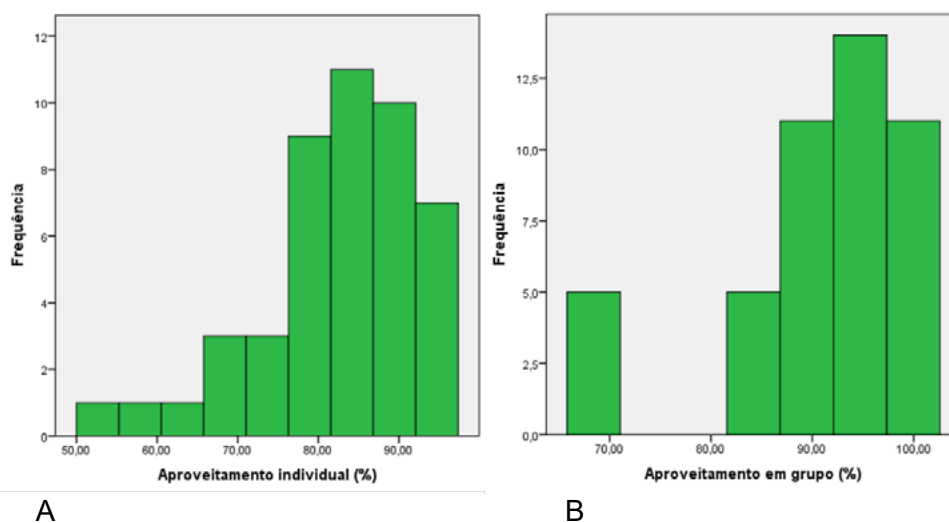 12
10
8
6
4
2
0
Frequência
50,00 60,00 70,00 80,00 90,00
Aproveitamento individual (%)
A
12,5
10,0
7,5
5,0
2,5
0,0
Frequência
70,00 80,00 90,00 100,00
Aproveitamento em grupo (%)
B